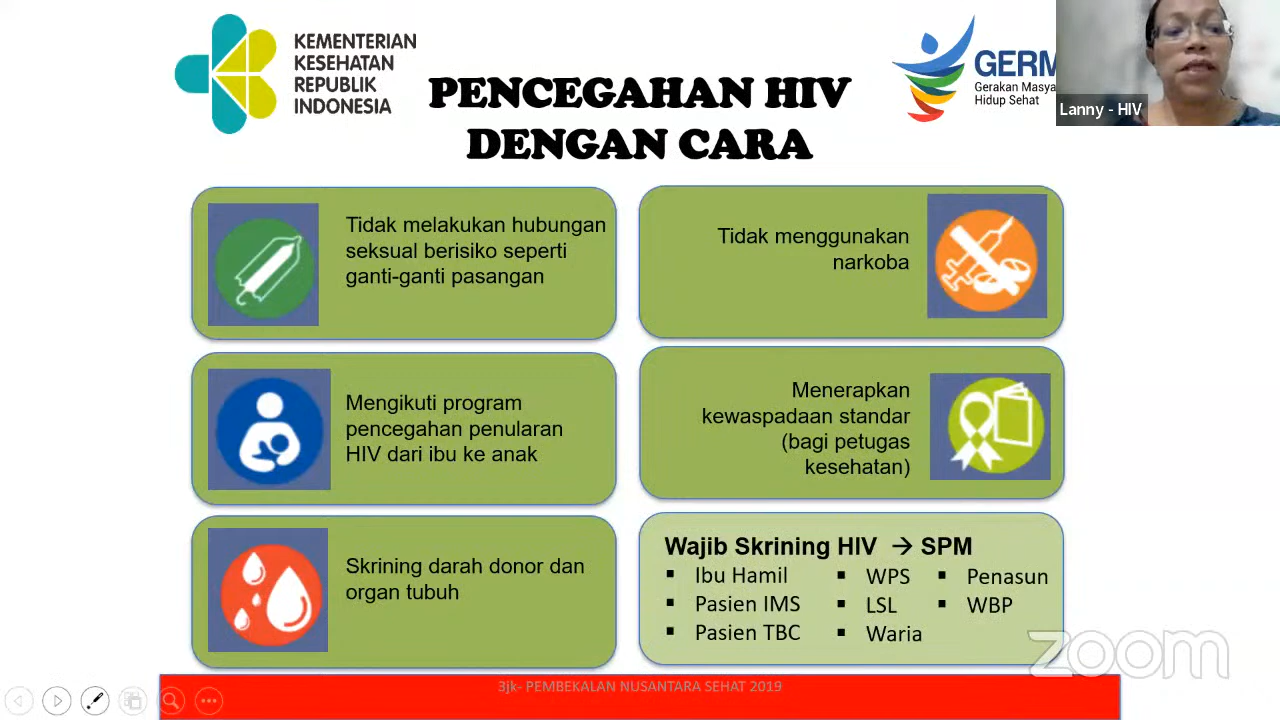 KEMENTERIAN
KESEHATAN
REPUBLIK
INDONESIA
PENCEGAHAN HIV
DENGAN CARA
GERM
Gerakan Masya
Hidup Sehat
Lanny - HIV
Tidak melakukan hubungan
seksual berisiko seperti
ganti-ganti pasangan
Tidak menggunakan
narkoba
Mengikuti program
pencegahan penularan
HIV dari ibu ke anak
Menerapkan
kewaspadaan standar
(bagi petugas
kesehatan)
Skrining darah donor dan
organ tubuh
Wajib Skrining HIV → SPM
▪ Ibu Hamil ▪ WPS ▪ Penasun
▪ Pasien IMS ▪ LSL ▪ WBP
▪ Pasien TBC ▪ Waria
zoom
3jk- PEMBEKALAN NUSANTARA SEHAT 2019